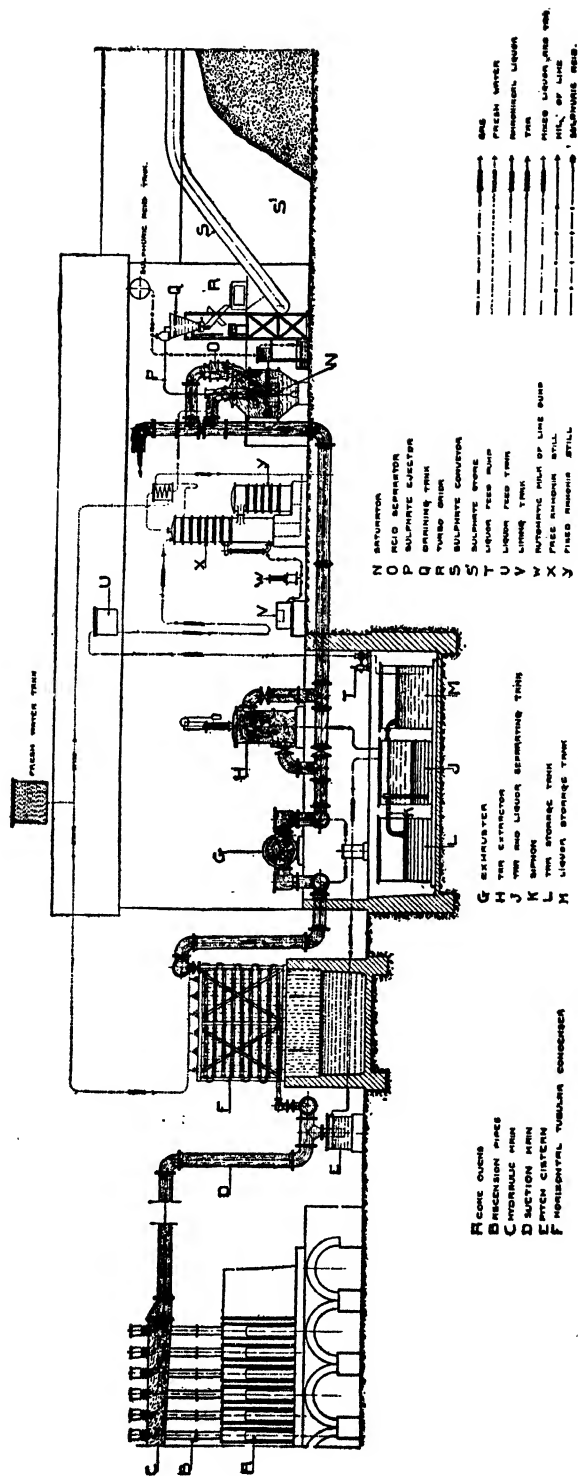 FRESH WATER TANK
SULPHURIC ACID TANK.
A
B
C
D
E
F
G
H
T
J
K
L
M
U
V
W
X
Y
N
O
P
Q
R
S
S'
A COKE OVENS
B ASCENSION PIPES
C HYDRAULIC MAIN
D SUCTION MAIN
E PITCH CISTERN
F HORIZONTAL TUBULAR CONDENSER
G EXHAUSTER
H TAR EXTRACTOR
J TAR AND LIQUOR SEPARATING TANK
K SIPHON
L TAR STORAGE TANK
M LIQUOR STORAGE TANK
N SATURATOR
O ACID SEPARATOR
P SULPHATE EJECTOR
Q DRAINING TANK
R TURBO DRIER
S SULPHATE CONVEYOR
S' SULPHATE STORE
T LIQUOR FEED PUMP
U LIQUOR FEED TANK
V LIMING TANK
W AUTOMATIC MILK OF LIME PUMP
X FREE AMMONIA STILL
Y FIXED AMMONIA STILL
GAS
FRESH WATER
AMMONIACAL LIQUOR
TAR
MIXED LIQUOR AND TAR
MILK OF LIME
SULPHURIC ACID.